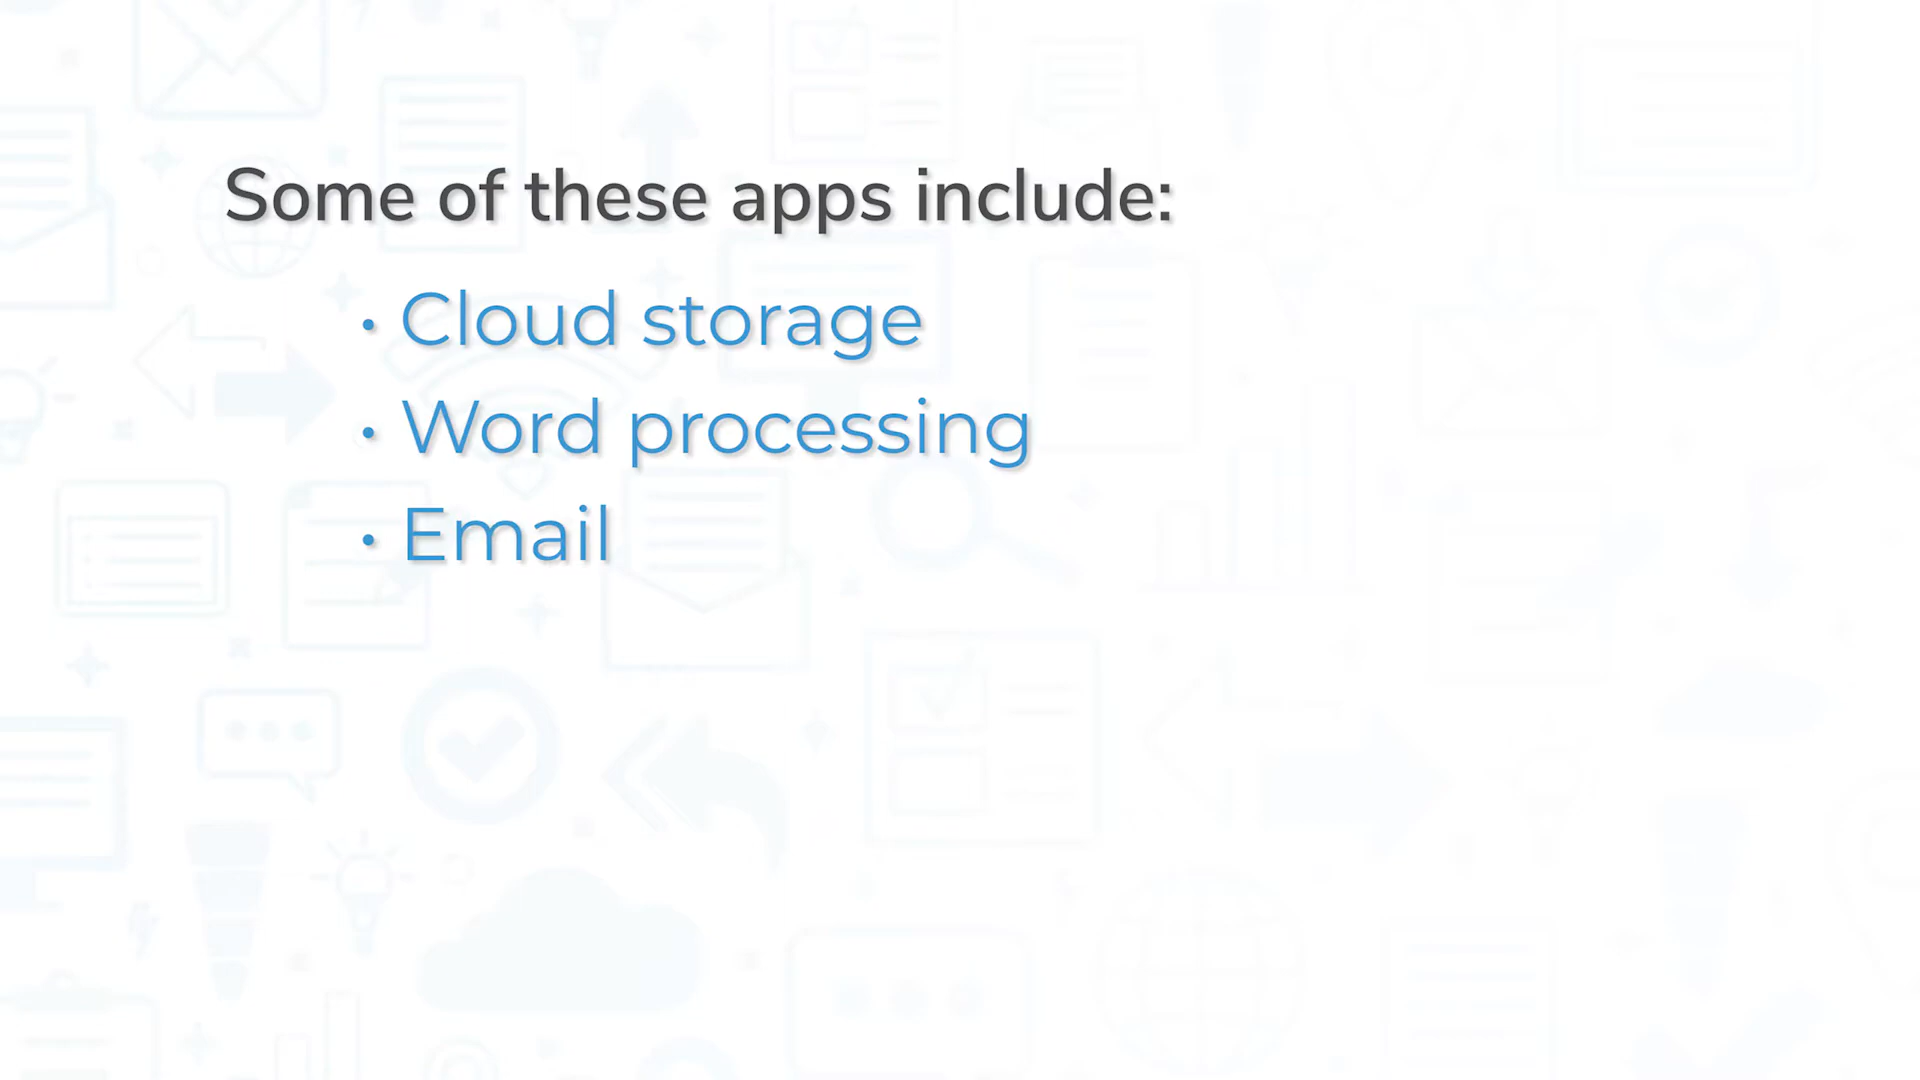 Some of these apps include:
• Cloud storage
• Word processing
• Email